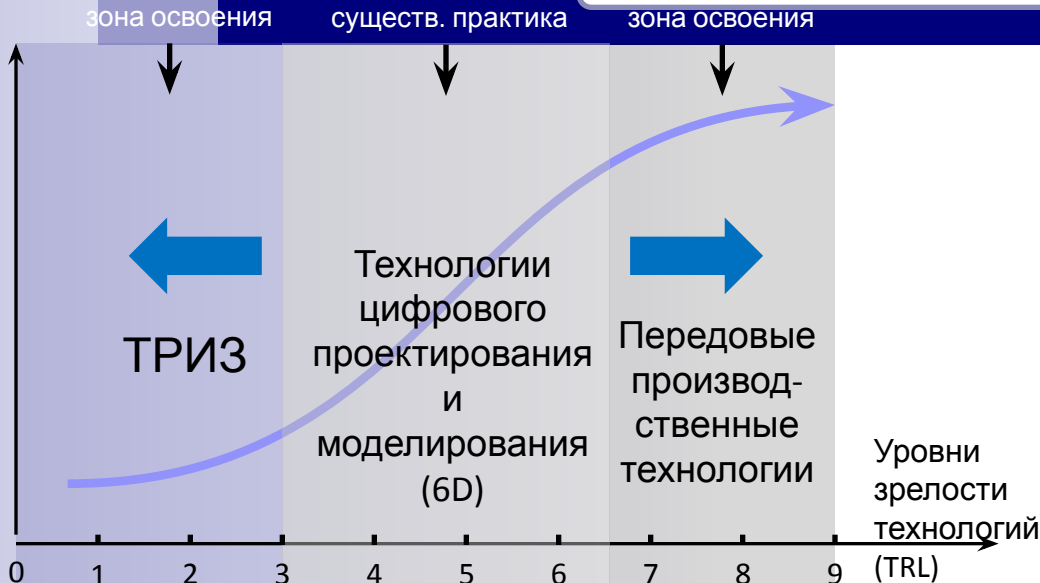 зона освоения
существ. практика
зона освоения
ТРИЗ
Технологии
цифрового
проектирования
и
моделирования
(6D)
Передовые
производ-
ственные
технологии
Уровни
зрелости
технологий
(TRL)
0 1 2 3 4 5 6 7 8 9